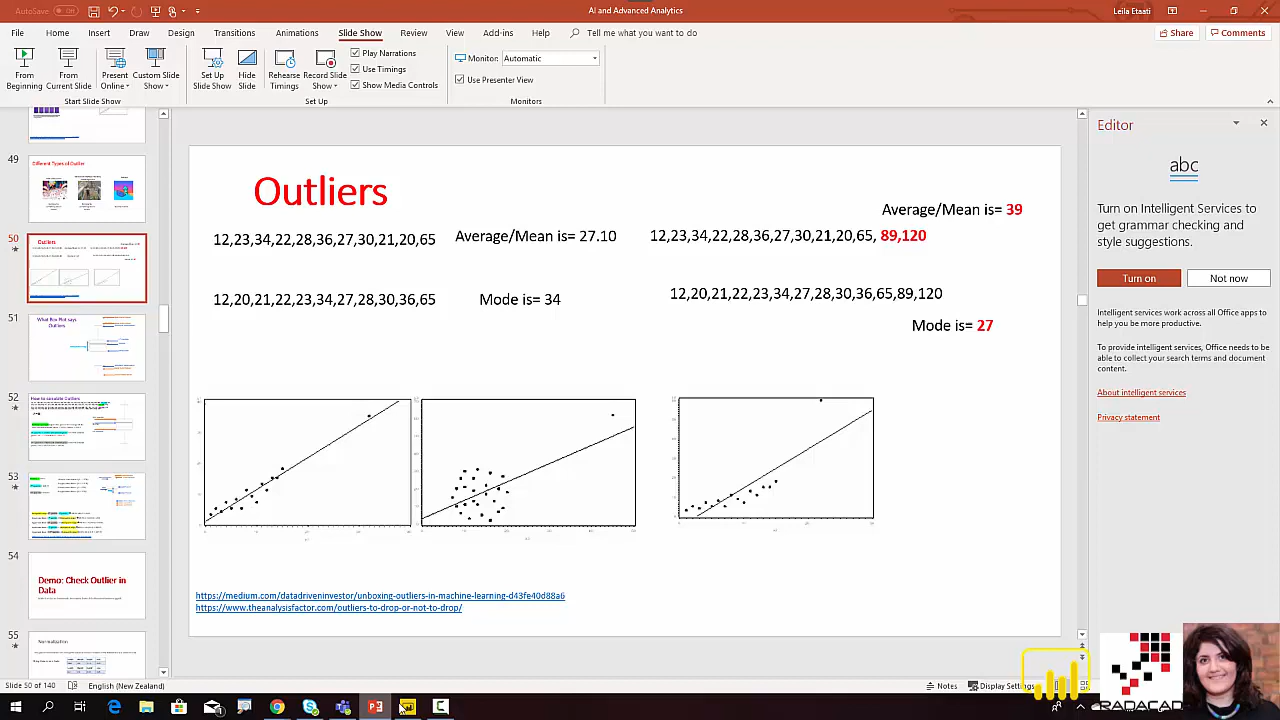 AutoSave Off
AI and Advanced Analytics
Leila Etaati
File Home Insert Draw Design Transitions Animations Slide Show Review View Add-ins Help Tell me what you want to do
Share Comments
From Beginning
From Current Slide
Present Online
Custom Slide Show
Set Up Slide Show
Hide Slide
Rehearse Timings
Record Slide Show
Play Narrations
Use Timings
Show Media Controls
Monitor: Automatic
Use Presenter View
Start Slide Show
Set Up
Monitors
49
Different Types of Outlier
50
Outliers
51
What Box Plot says Outliers
52
How to calculate Outliers
53
54
Demo: Check Outlier in Data
55
Normalization
Outliers
Average/Mean is= 39
12,23,34,22,28,36,27,30,21,20,65
Average/Mean is= 27.10
12,23,34,22,28,36,27,30,21,20,65, 89,120
12,20,21,22,23,34,27,28,30,36,65
Mode is= 34
12,20,21,22,23,34,27,28,30,36,65,89,120
Mode is= 27
https://medium.com/datadriveninvestor/unboxing-outliers-in-machine-learning-d43fe40d88a6
https://www.theanalysisfactor.com/outliers-to-drop-or-not-to-drop/
Editor
abc
Turn on Intelligent Services to
get grammar checking and
style suggestions.
Turn on
Not now
Intelligent services work across all Office apps to
help you be more productive.
To provide intelligent services, Office needs to be
able to collect your search terms and document
content.
About intelligent services
Privacy statement
Slide 50 of 140
English (New Zealand)
Notes
Display Settings
RADACAD